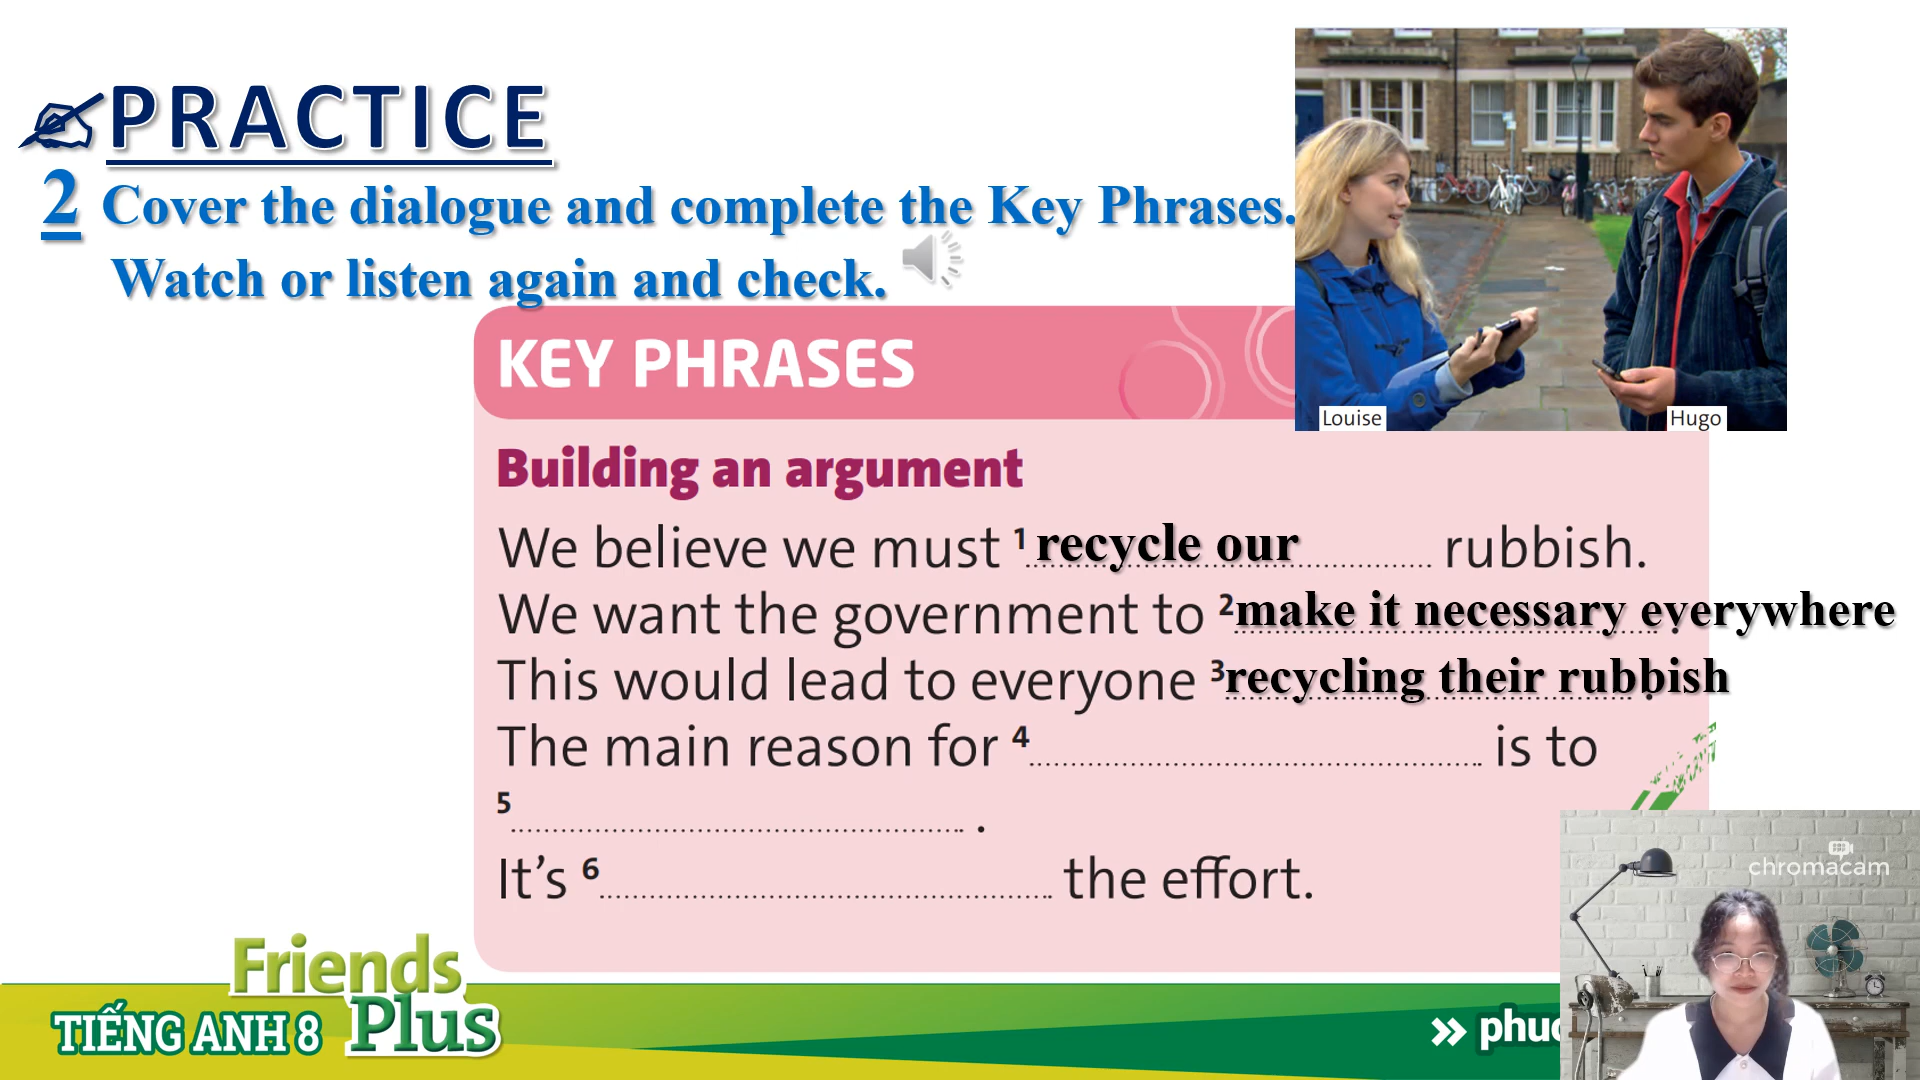 PRACTICE
2 Cover the dialogue and complete the Key Phrases.
Watch or listen again and check.
Louise
Hugo
KEY PHRASES
Building an argument
We believe we must 1 recycle our rubbish.
We want the government to 2 make it necessary everywhere .
This would lead to everyone 3 recycling their rubbish .
The main reason for 4 is to
5 .
It's 6 the effort.
chromacam
Friends
Plus
TIẾNG ANH 8